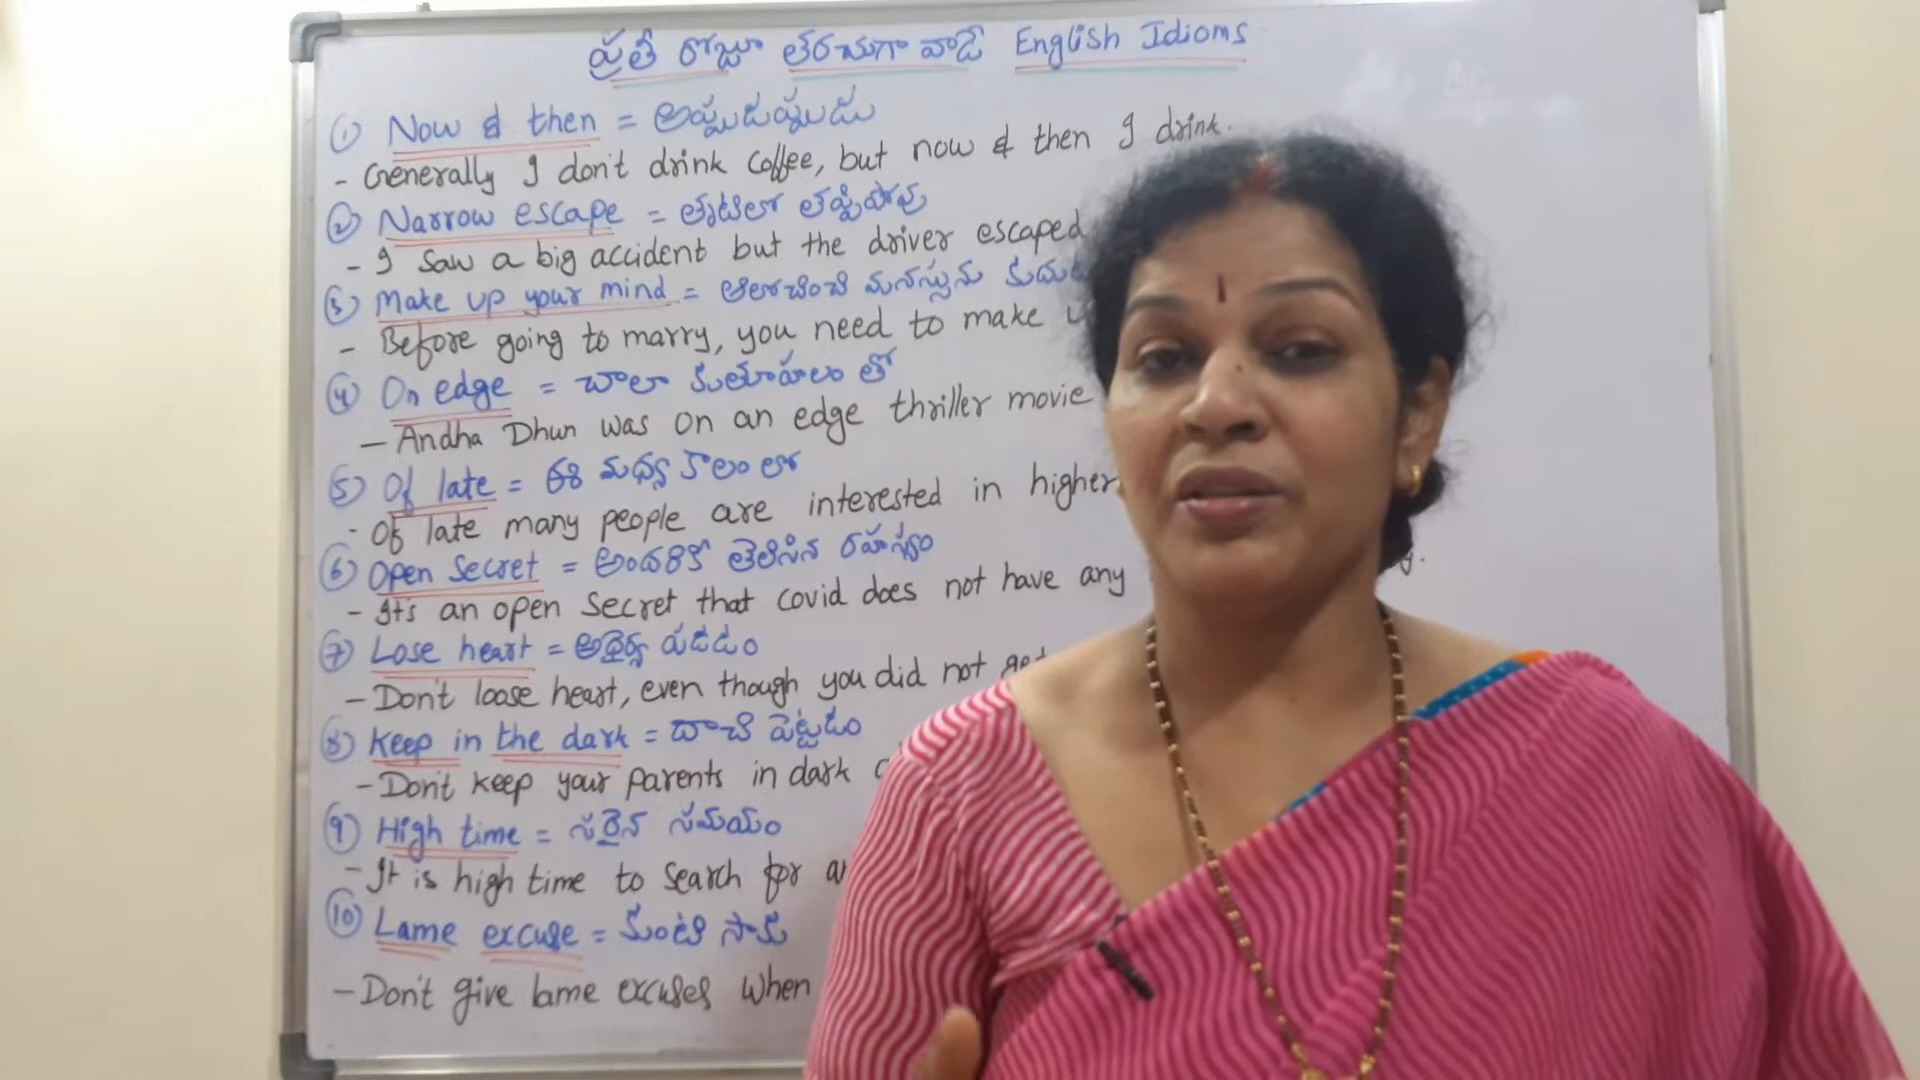 ప్రతీ రోజూ తరచుగా వాడే English Idioms
① Now & then = అప్పుడప్పుడు
- Generally I don't drink coffee, but now & then I drink.
② Narrow escape = తృటిలో తప్పిపోవు
- I saw a big accident but the driver escaped
③ Make up your mind = ఆలోచించి మనస్సును
- Before going to marry, you need to make
④ On edge = చాలా కుతూహలం తో
- Andha Dhun was on an edge thriller movie
⑤ Of late = ఈ మధ్య కాలం లో
- Of late many people are interested in higher
⑥ Open secret = అందరికీ తెలిసిన రహస్యం
- It's an open secret that covid does not have any
⑦ Lose heart = అధైర్య పడడం
- Don't loose heart, even though you did not get
⑧ Keep in the dark = దాచి పెట్టడం
- Don't keep your parents in dark
⑨ High time = సరైన సమయం
- It is high time to search for
⑩ Lame excuse = కుంటి సాకు
- Don't give lame excuses when